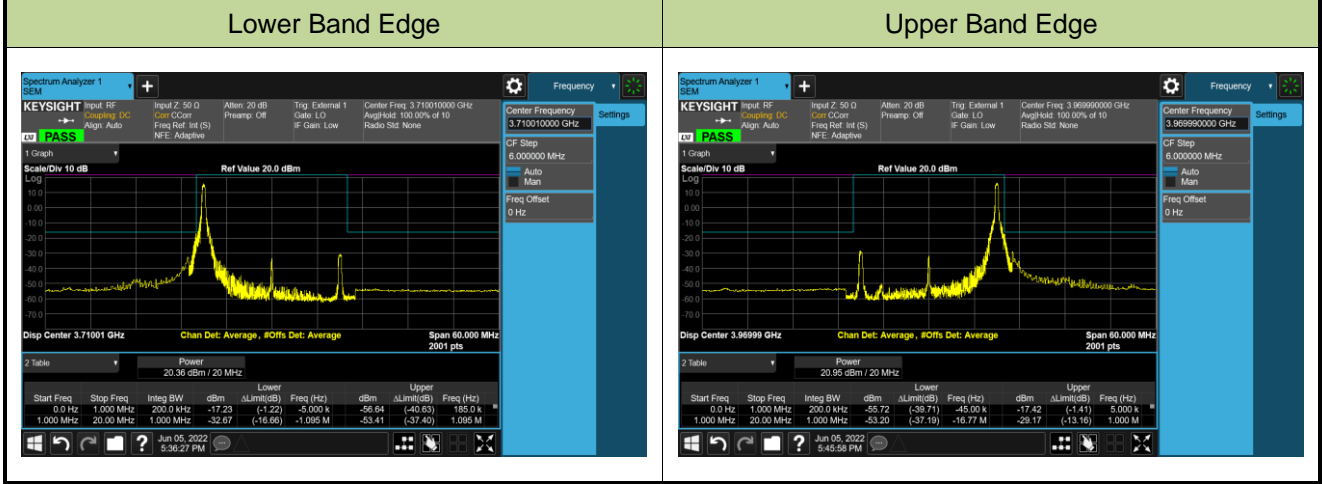 Lower Band Edge
Upper Band Edge
Spectrum Analyzer 1
SEM
+
Frequency
KEYSIGHT
Input: RF
Coupling: DC
Align: Auto
Input Z: 50 Ω
Corr CCorr
Freq Ref: Int (S)
NFE: Adaptive
Atten: 20 dB
Preamp: Off
Trig: External 1
Gate: LO
IF Gain: Low
Center Freq: 3.710010000 GHz
Avg|Hold: 100.00% of 10
Radio Std: None
LXI
PASS
Center Frequency
3.710010000 GHz
Settings
CF Step
6.000000 MHz
Auto
Man
Freq Offset
0 Hz
1 Graph
Scale/Div 10 dB
Ref Value 20.0 dBm
Log
10.0
0.00
-10.0
-20.0
-30.0
-40.0
-50.0
-60.0
-70.0
Disp Center 3.71001 GHz
Chan Det: Average, #Offs Det: Average
Span 60.000 MHz
2001 pts
2 Table
Power
20.36 dBm / 20 MHz
Lower Upper
Start Freq Stop Freq Integ BW dBm ΔLimit(dB) Freq (Hz) dBm ΔLimit(dB) Freq (Hz)
0.0 Hz 1.000 MHz 200.0 kHz -17.23 (-1.22) -5.000 k -56.64 (-40.63) 185.0 k
1.000 MHz 20.00 MHz 1.000 MHz -32.67 (-16.66) -1.095 M -53.41 (-37.40) 1.095 M
?
Jun 05, 2022
5:36:27 PM
Spectrum Analyzer 1
SEM
+
Frequency
KEYSIGHT
Input: RF
Coupling: DC
Align: Auto
Input Z: 50 Ω
Corr CCorr
Freq Ref: Int (S)
NFE: Adaptive
Atten: 20 dB
Preamp: Off
Trig: External 1
Gate: LO
IF Gain: Low
Center Freq: 3.969990000 GHz
Avg|Hold: 100.00% of 10
Radio Std: None
LXI
PASS
Center Frequency
3.969990000 GHz
Settings
CF Step
6.000000 MHz
Auto
Man
Freq Offset
0 Hz
1 Graph
Scale/Div 10 dB
Ref Value 20.0 dBm
Log
10.0
0.00
-10.0
-20.0
-30.0
-40.0
-50.0
-60.0
-70.0
Disp Center 3.96999 GHz
Chan Det: Average, #Offs Det: Average
Span 60.000 MHz
2001 pts
2 Table
Power
20.95 dBm / 20 MHz
Lower Upper
Start Freq Stop Freq Integ BW dBm ΔLimit(dB) Freq (Hz) dBm ΔLimit(dB) Freq (Hz)
0.0 Hz 1.000 MHz 200.0 kHz -55.72 (-39.71) -45.00 k -17.42 (-1.41) 5.000 k
1.000 MHz 20.00 MHz 1.000 MHz -53.20 (-37.19) -16.77 M -29.17 (-13.16) 1.000 M
?
Jun 05, 2022
5:45:58 PM